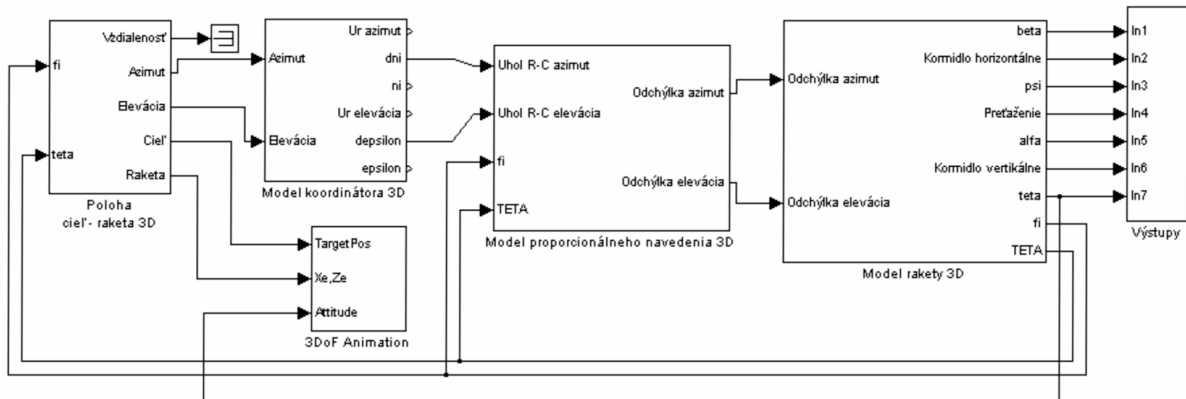 Vzdialenosť
fi
Azimut
Elevácia
Cieľ
teta
Raketa
Poloha
cieľ - raketa 3D
Ur azimut
Azimut
dni
ni
Ur elevácia
Elevácia
depsilon
epsilon
Model koordinátora 3D
TargetPos
Xe,Ze
Attitude
3DoF Animation
Uhol R-C azimut
Odchýlka azimut
Uhol R-C elevácia
fi
Odchýlka elevácia
TETA
Model proporcionálneho navedenia 3D
beta
Kormidlo horizontálne
Odchýlka azimut
psi
Preťaženie
alfa
Kormidlo vertikálne
Odchýlka elevácia
teta
fi
TETA
Model rakety 3D
In1
In2
In3
In4
In5
In6
In7
Výstupy